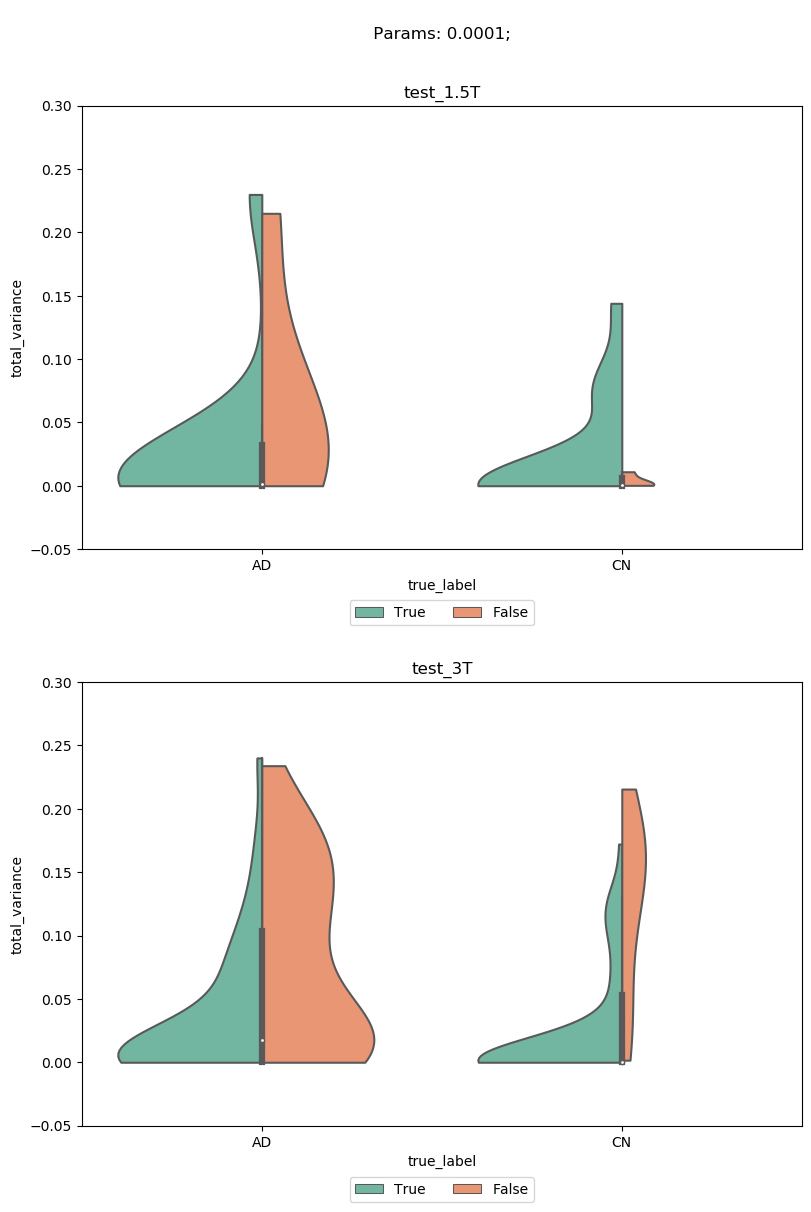 Params: 0.0001;
test_1.5T
0.30
0.25
0.20
0.15
0.10
0.05
0.00
−0.05
total_variance
AD
CN
true_label
True
False
test_3T
0.30
0.25
0.20
0.15
0.10
0.05
0.00
−0.05
total_variance
AD
CN
true_label
True
False